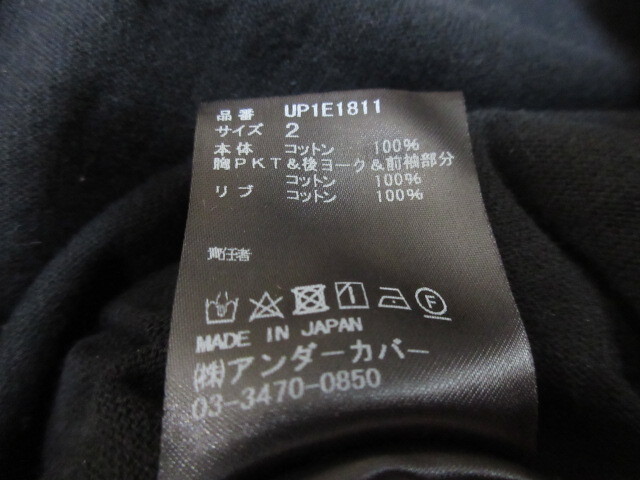 品番 UP1E1811
サイズ 2
本体 コットン 100%
胸PKT&後ヨーク&前袖部分
コットン 100%
リブ コットン 100%
責任者
MADE IN JAPAN
(株)アンダーカバー
03-3470-0850